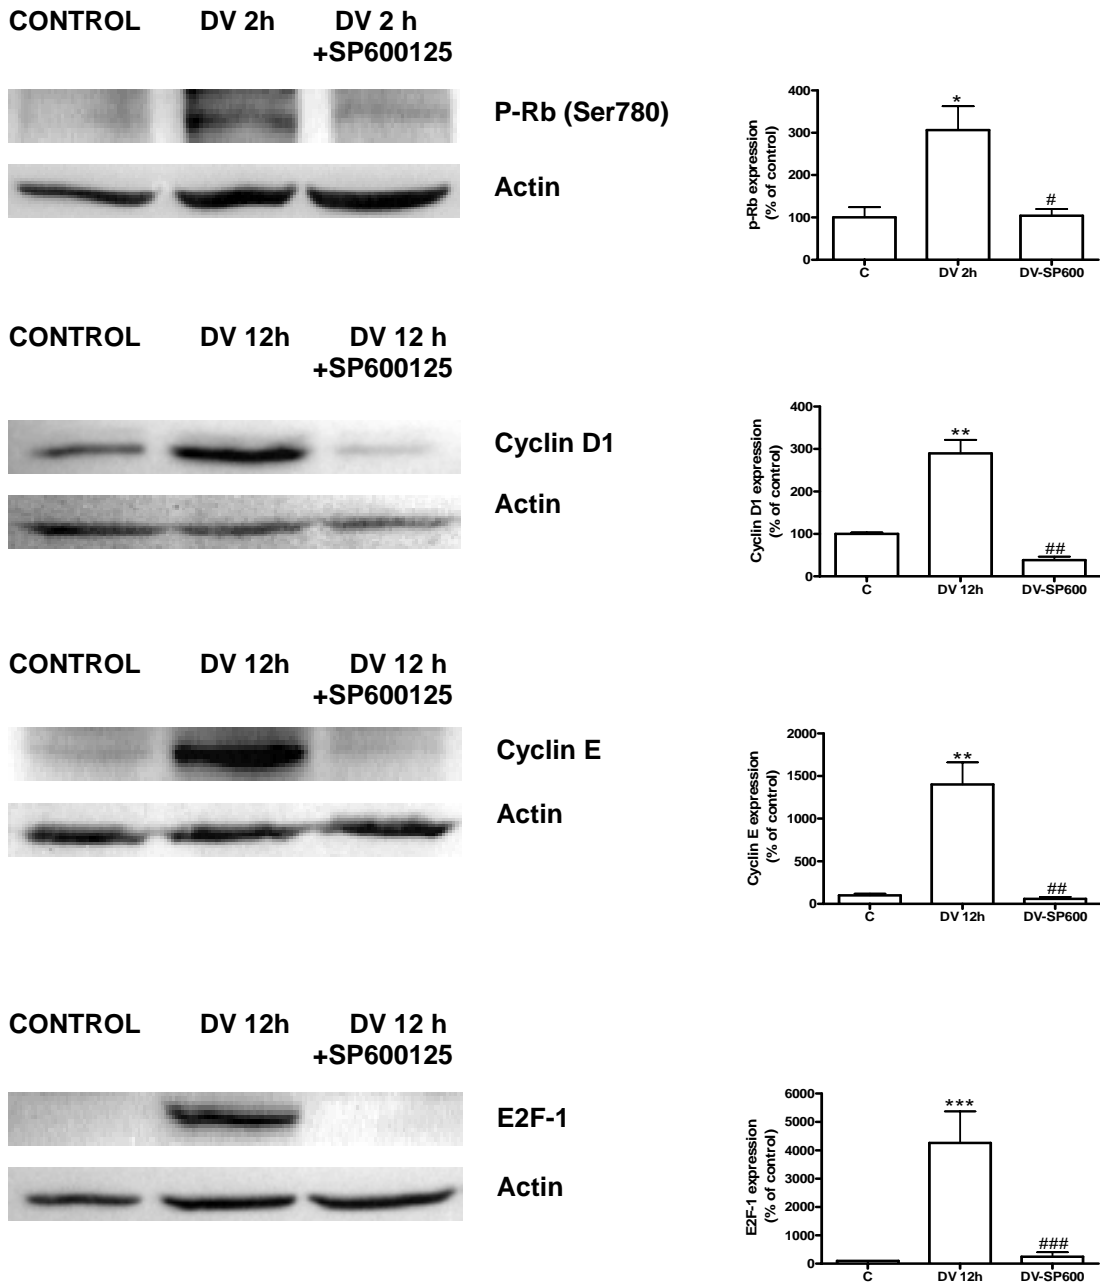 CONTROL DV 2h DV 2 h
+SP600125
P-Rb (Ser780)
Actin
p-Rb expression
(% of control)
400
300
200
100
0
*
#
C DV 2h DV-SP600
CONTROL DV 12h DV 12 h
+SP600125
Cyclin D1
Actin
Cyclin D1 expression
(% of control)
400
300
200
100
0
**
##
C DV 12h DV-SP600
CONTROL DV 12h DV 12 h
+SP600125
Cyclin E
Actin
Cyclin E expression
(% of control)
2000
1500
1000
500
0
**
##
C DV 12h DV-SP600
CONTROL DV 12h DV 12 h
+SP600125
E2F-1
Actin
E2F-1 expression
(% of control)
6000
5000
4000
3000
2000
1000
0
***
###
C DV 12h DV-SP600